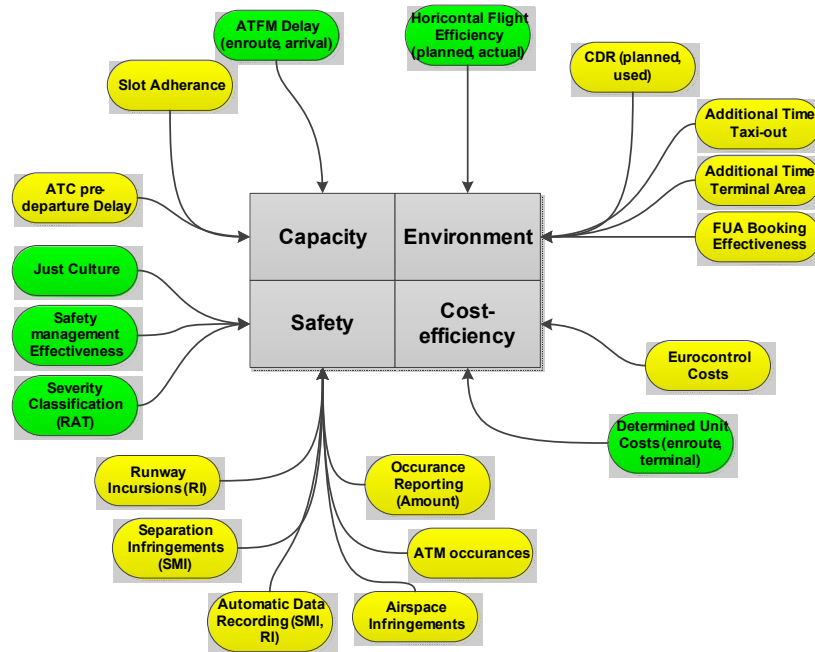 ATFM Delay
(enroute, arrival)
Horicontal Flight
Efficiency
(planned, actual)
CDR (planned,
used)
Slot Adherance
Additional Time
Taxi-out
ATC pre-
departure Delay
Additional Time
Terminal Area
FUA Booking
Effectiveness
Capacity
Environment
Just Culture
Safety
management
Effectiveness
Severity
Classification
(RAT)
Safety
Cost-
efficiency
Eurocontrol
Costs
Determined Unit
Costs (enroute,
terminal)
Runway
Incursions (RI)
Occurance
Reporting
(Amount)
Separation
Infringements
(SMI)
ATM occurances
Automatic Data
Recording (SMI,
RI)
Airspace
Infringements